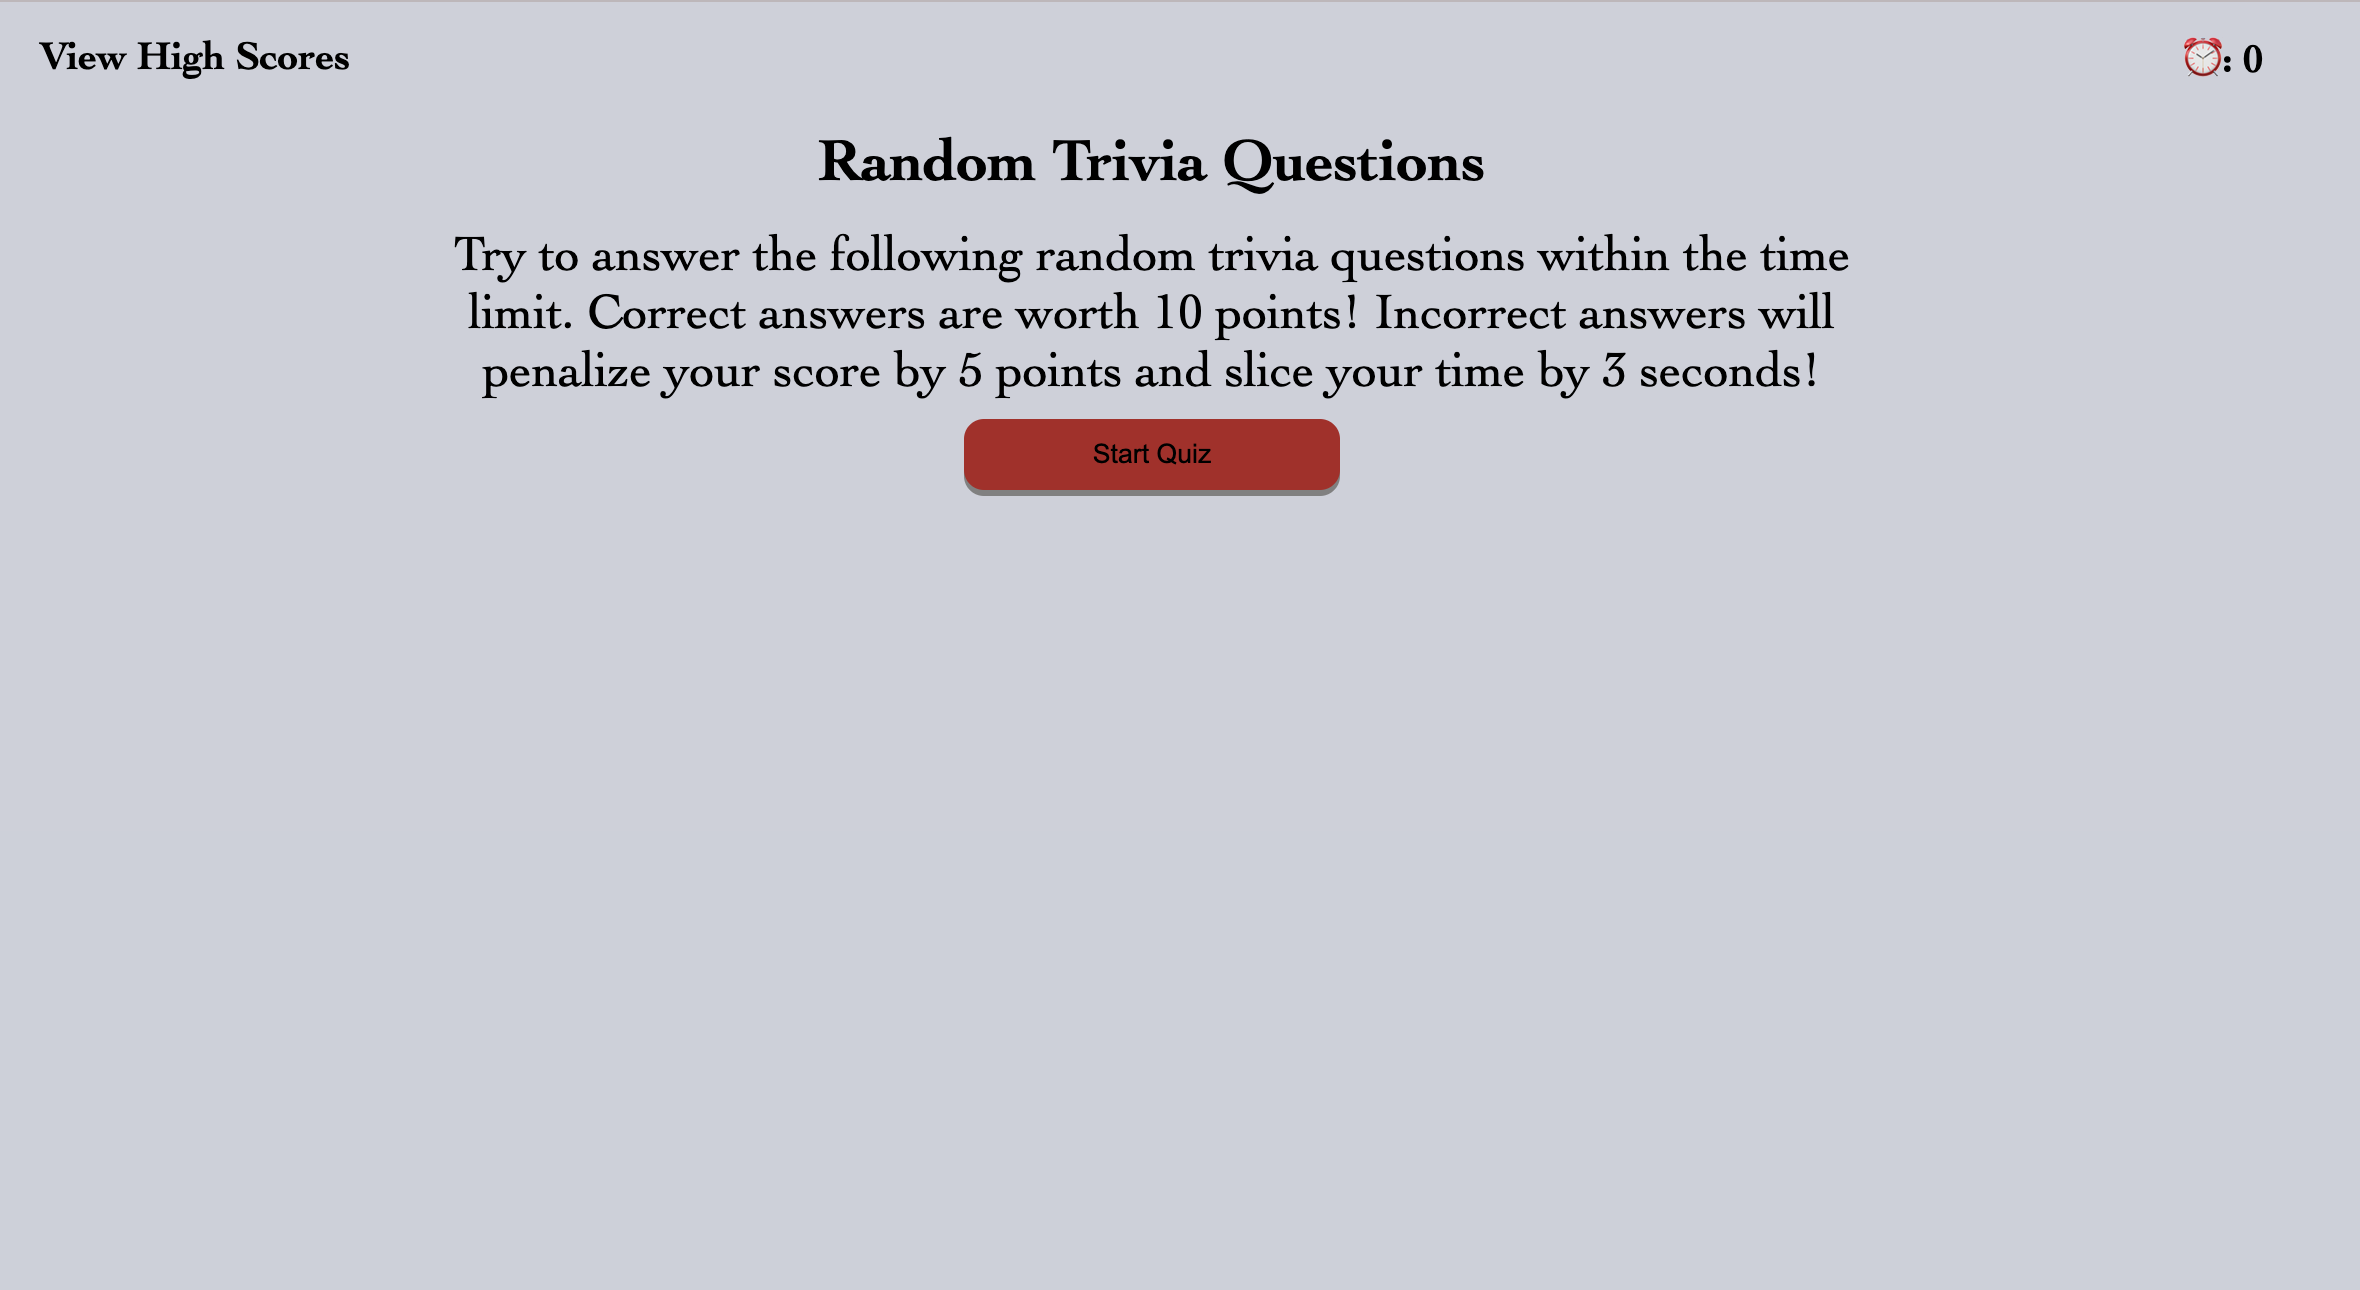 View High Scores
⏰: 0
Random Trivia Questions
Try to answer the following random trivia questions within the time
limit. Correct answers are worth 10 points! Incorrect answers will
penalize your score by 5 points and slice your time by 3 seconds!
Start Quiz